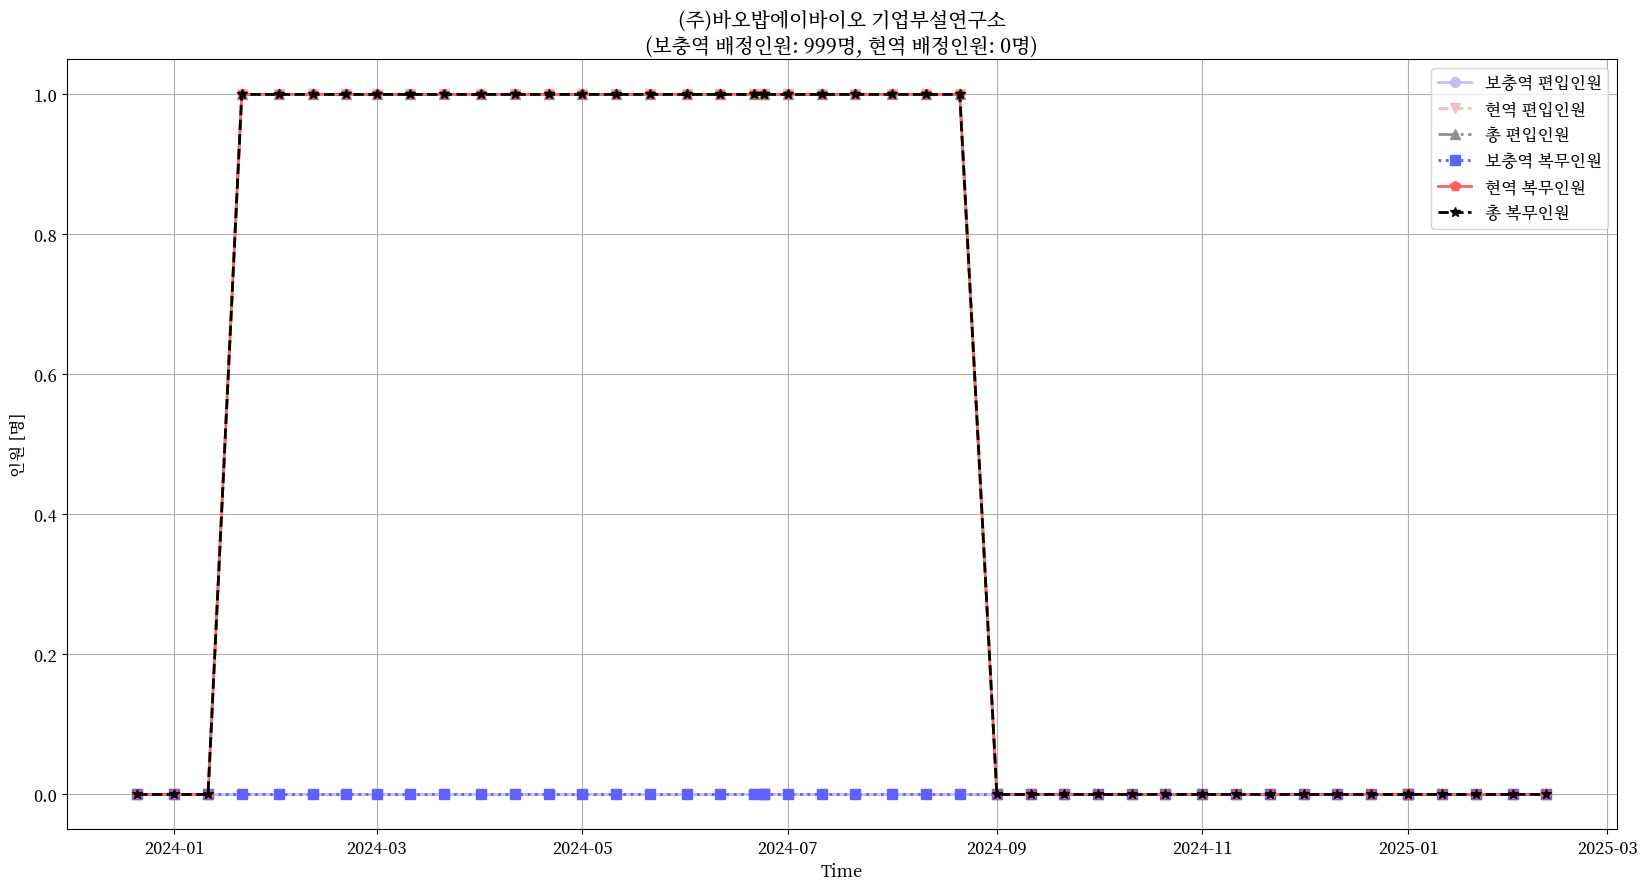 (주)바오밥에이바이오 기업부설연구소
(보충역 배정인원: 999명, 현역 배정인원: 0명)
보충역 편입인원
현역 편입인원
총 편입인원
보충역 복무인원
현역 복무인원
총 복무인원
인원 [명]
1.0
0.8
0.6
0.4
0.2
0.0
2024-01
2024-03
2024-05
2024-07
2024-09
2024-11
2025-01
2025-03
Time